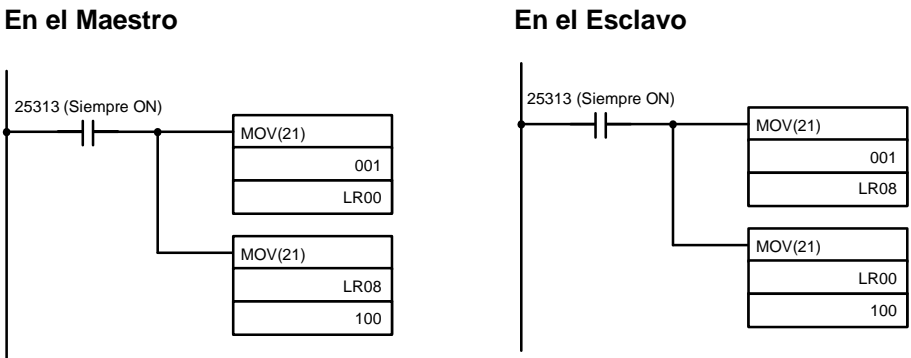 En el Maestro
25313 (Siempre ON)
MOV(21)
001
LR00
MOV(21)
LR08
100
En el Esclavo
25313 (Siempre ON)
MOV(21)
001
LR08
MOV(21)
LR00
100